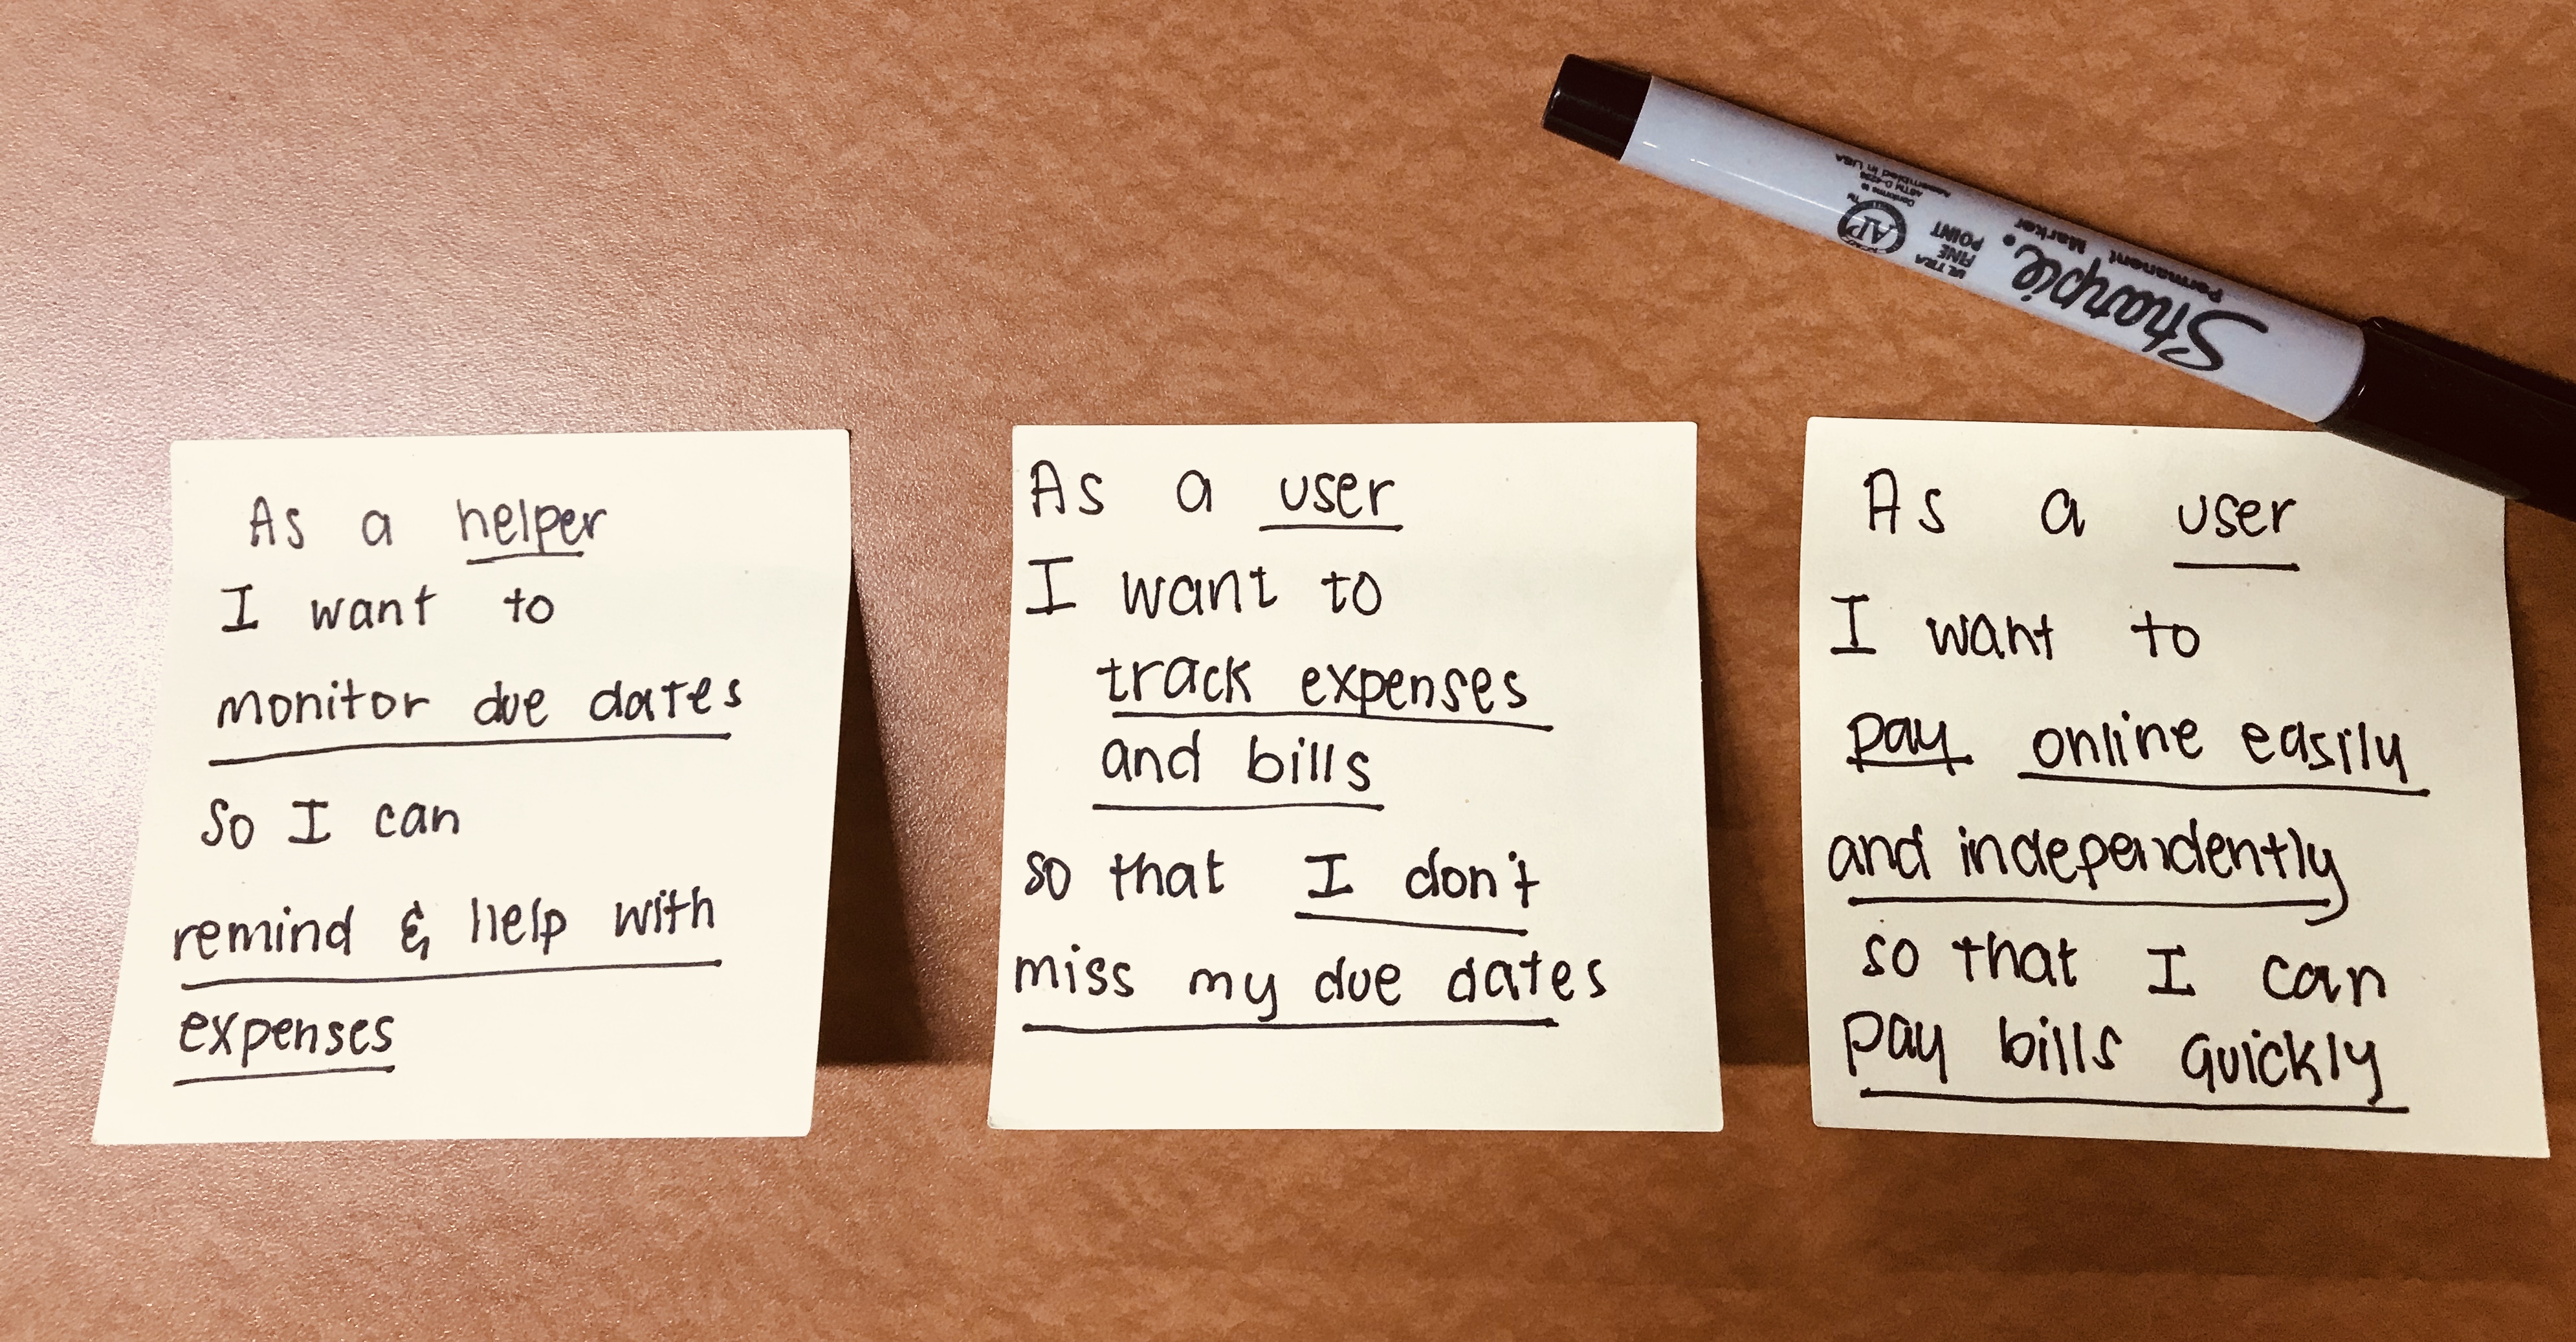 As a helper
I want to
monitor due dates
so I can
remind & help with
expenses
As a user
I want to
track expenses
and bills
so that I don't
miss my due dates
As a user
I want to
pay online easily
and independently
so that I can
pay bills quickly
Sharpie.
Permanent Marker
ULTRA
FINE
POINT
AP
Conforms to
ASTM D-4236
Assembled in USA